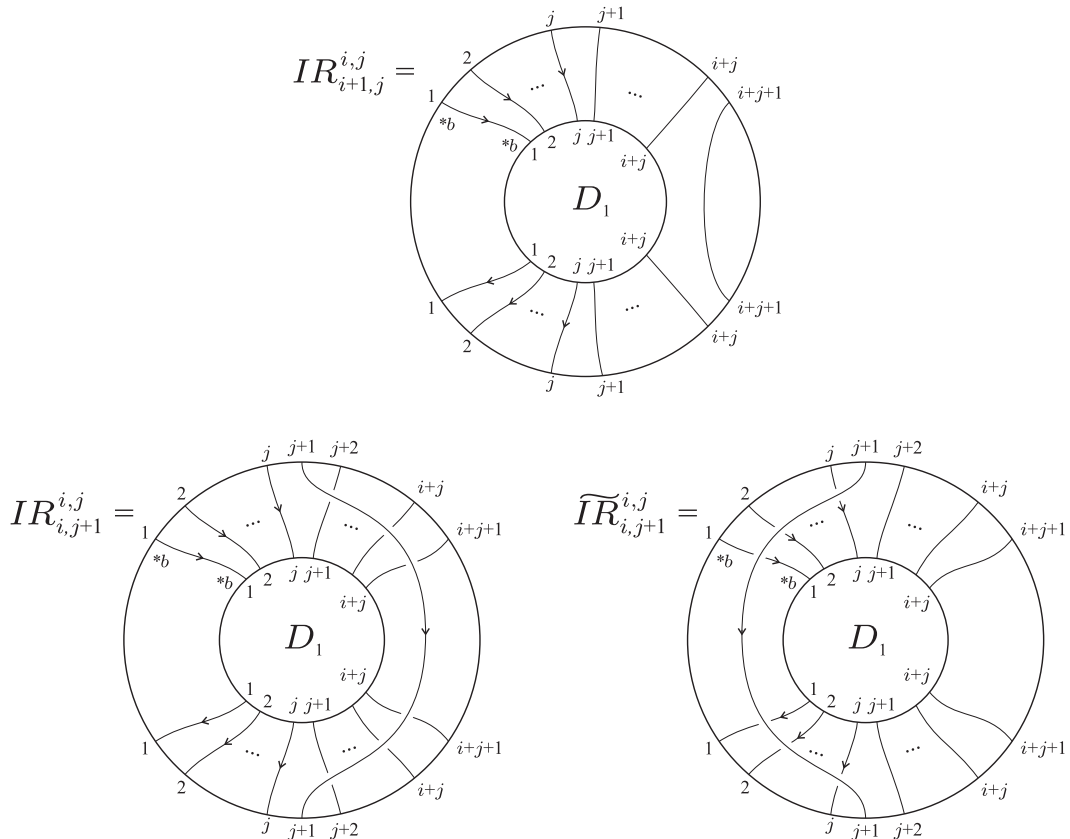 j j+1
2 i+j
IR^{i,j}_{i+1,j} = ... ...
1 i+j+1
*b *b 1 2 j j+1 i+j
D_1
1 2 j j+1 i+j
1 ... ... i+j+1
2 i+j
j j+1
j j+1 j+2
2 i+j
IR^{i,j}_{i,j+1} = ... ...
1 i+j+1
*b *b 1 2 j j+1 i+j
D_1
1 2 j j+1 i+j
1 ... ... i+j+1
2 i+j
j j+1 j+2
j j+1 j+2
2 i+j
\widetilde{IR}^{i,j}_{i,j+1} = ... ...
1 i+j+1
*b *b 1 2 j j+1 i+j
D_1
1 2 j j+1 i+j
1 ... ... i+j+1
2 i+j
j j+1 j+2